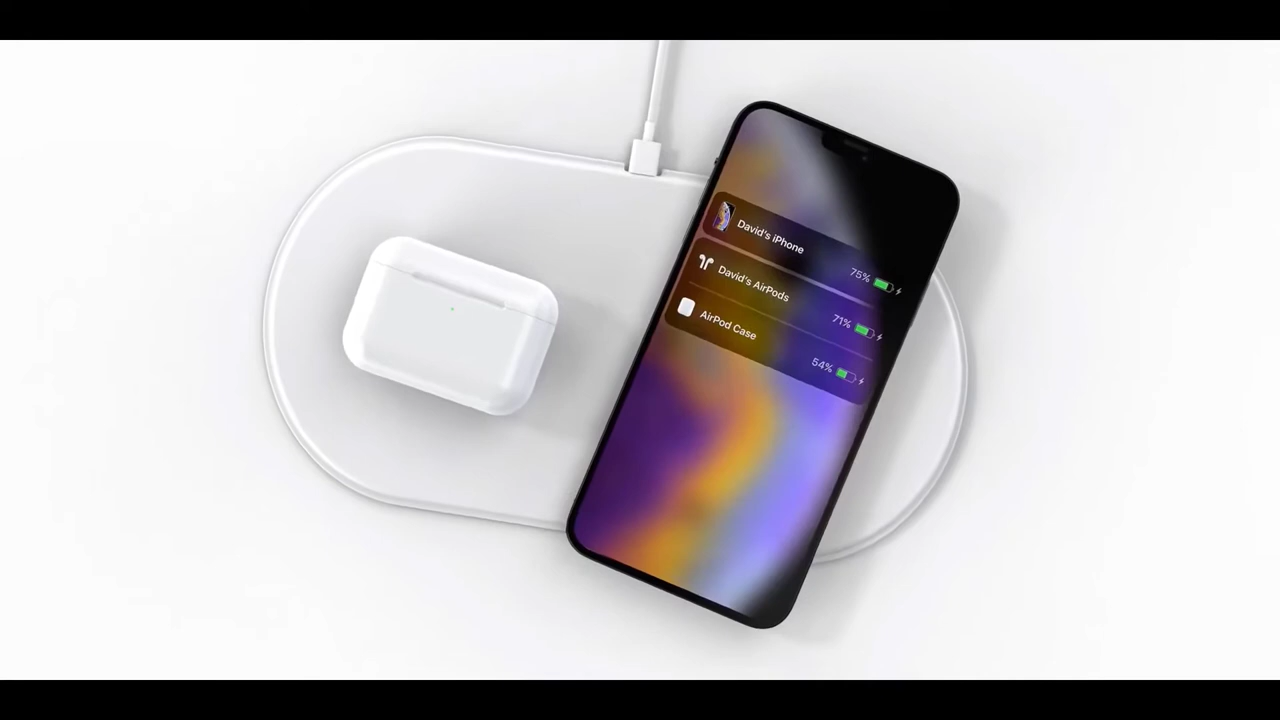 David's iPhone
75%
David's AirPods
71%
AirPod Case
54%